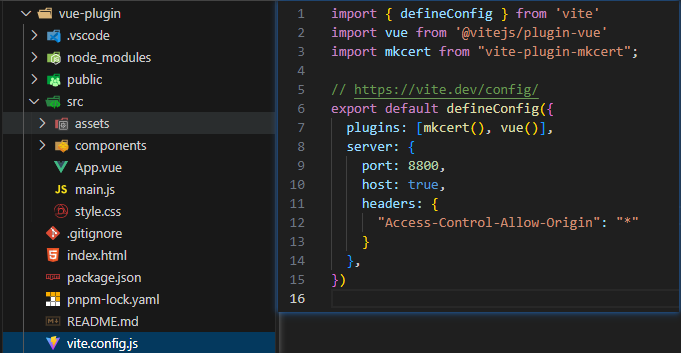 vue-plugin
.vscode
node_modules
public
src
assets
components
App.vue
JS main.js
style.css
.gitignore
index.html
package.json
pnpm-lock.yaml
README.md
vite.config.js
1 import { defineConfig } from 'vite'
2 import vue from '@vitejs/plugin-vue'
3 import mkcert from "vite-plugin-mkcert";
4
5 // https://vite.dev/config/
6 export default defineConfig({
7   plugins: [mkcert(), vue()],
8   server: {
9     port: 8800,
10     host: true,
11     headers: {
12       "Access-Control-Allow-Origin": "*"
13     }
14   },
15 })
16